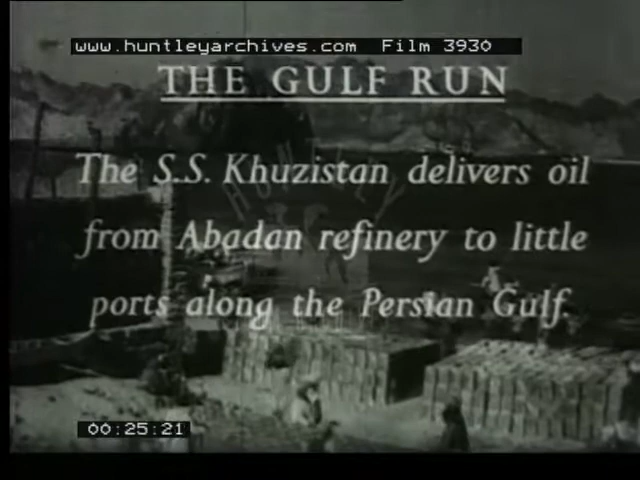 www.huntleyarchives.com Film 3930
THE GULF RUN
The S.S. Khuzistan delivers oil
from Abadan refinery to little
ports along the Persian Gulf.
HUNTLEY
00:25:21